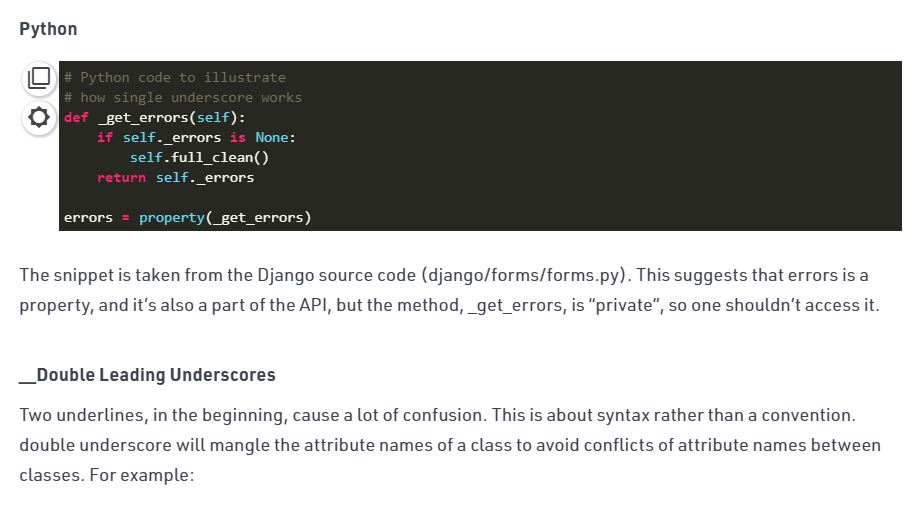 Python
# Python code to illustrate
# how single underscore works
def _get_errors(self):
    if self._errors is None:
        self.full_clean()
    return self._errors

errors = property(_get_errors)
The snippet is taken from the Django source code (django/forms/forms.py). This suggests that errors is a
property, and it’s also a part of the API, but the method, _get_errors, is “private”, so one shouldn’t access it.
__Double Leading Underscores
Two underlines, in the beginning, cause a lot of confusion. This is about syntax rather than a convention.
double underscore will mangle the attribute names of a class to avoid conflicts of attribute names between
classes. For example: